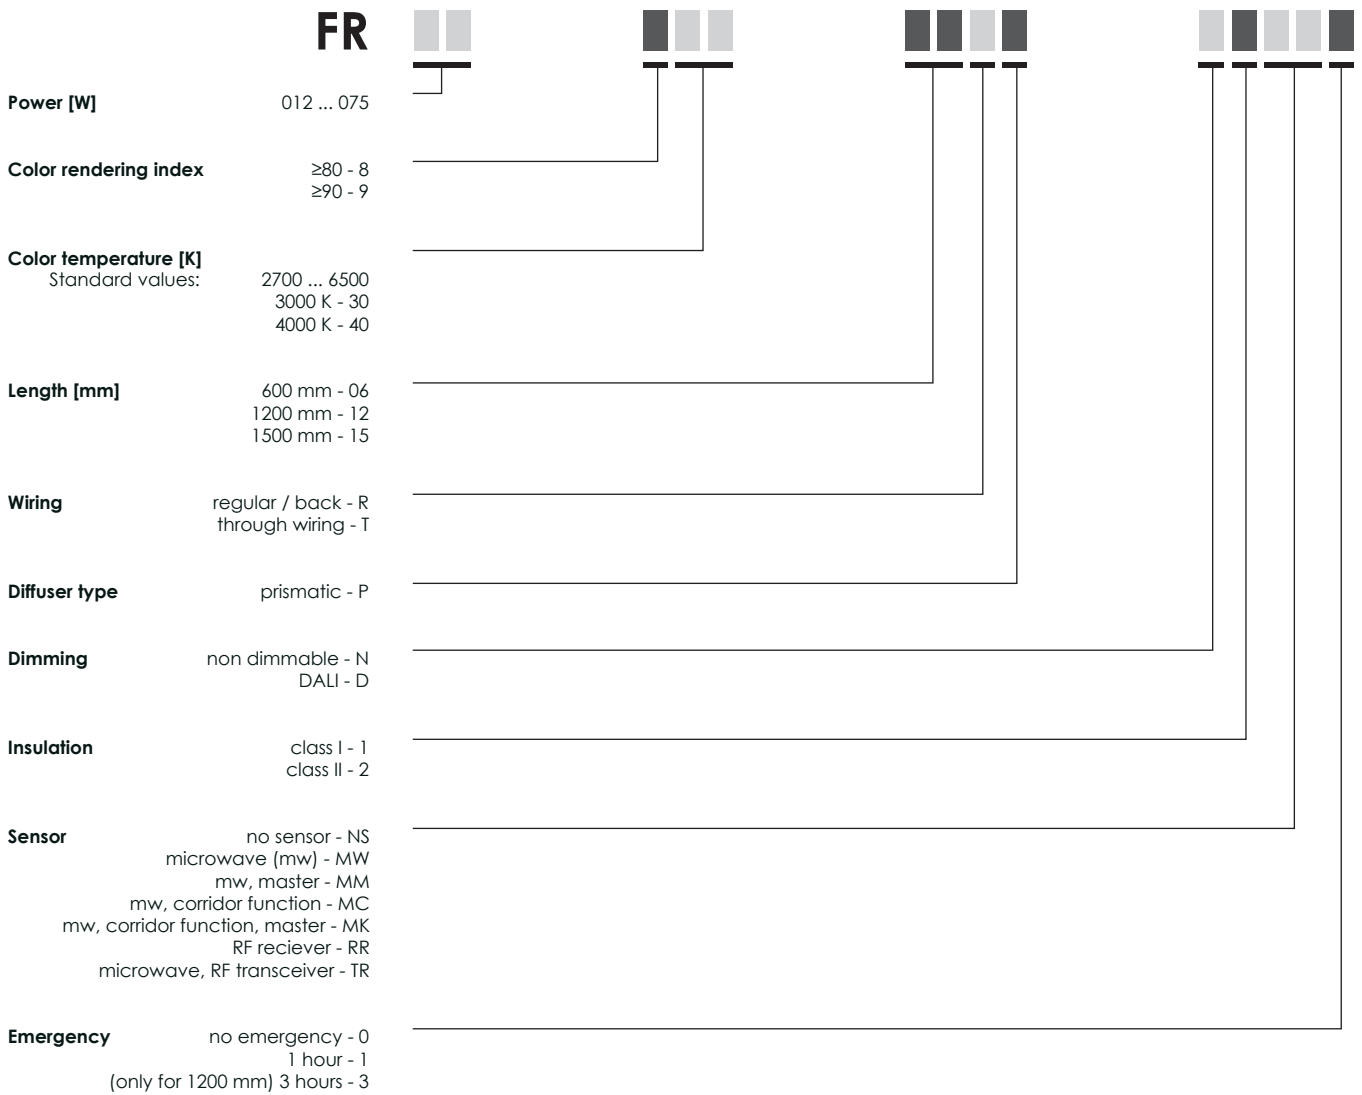 FR
Power [W] 012 ... 075
Color rendering index ≥80 - 8
≥90 - 9
Color temperature [K]
Standard values: 2700 ... 6500
3000 K - 30
4000 K - 40
Length [mm] 600 mm - 06
1200 mm - 12
1500 mm - 15
Wiring regular / back - R
through wiring - T
Diffuser type prismatic - P
Dimming non dimmable - N
DALI - D
Insulation class I - 1
class II - 2
Sensor no sensor - NS
microwave (mw) - MW
mw, master - MM
mw, corridor function - MC
mw, corridor function, master - MK
RF reciever - RR
microwave, RF transceiver - TR
Emergency no emergency - 0
1 hour - 1
(only for 1200 mm) 3 hours - 3